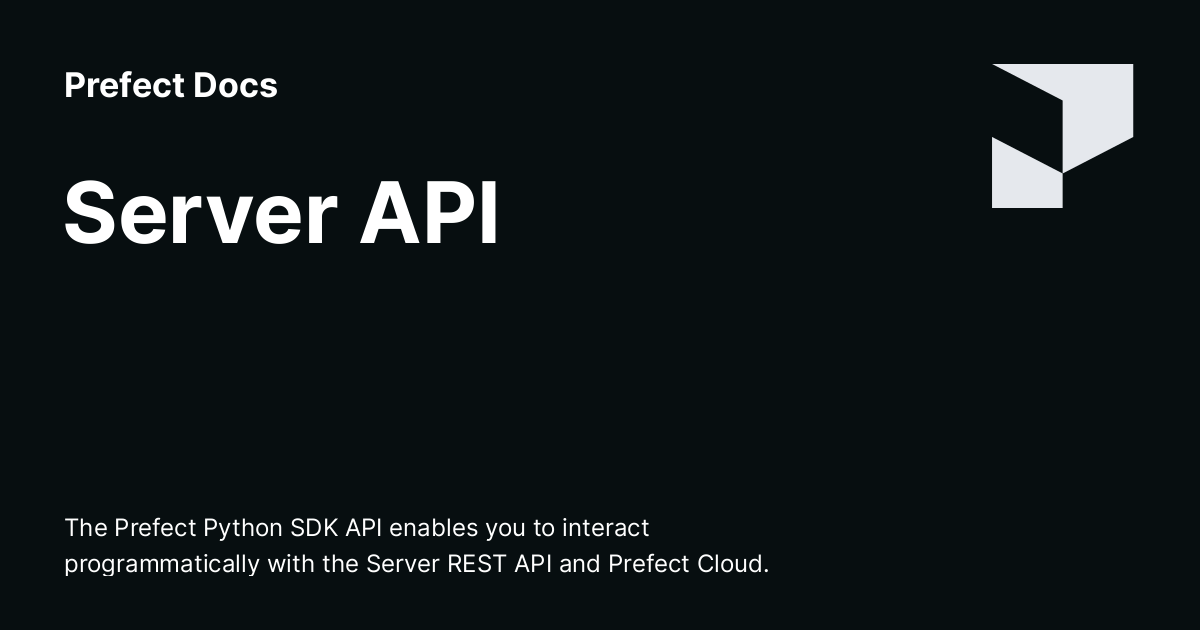 Prefect Docs
Server API
The Prefect Python SDK API enables you to interact
programmatically with the Server REST API and Prefect Cloud.